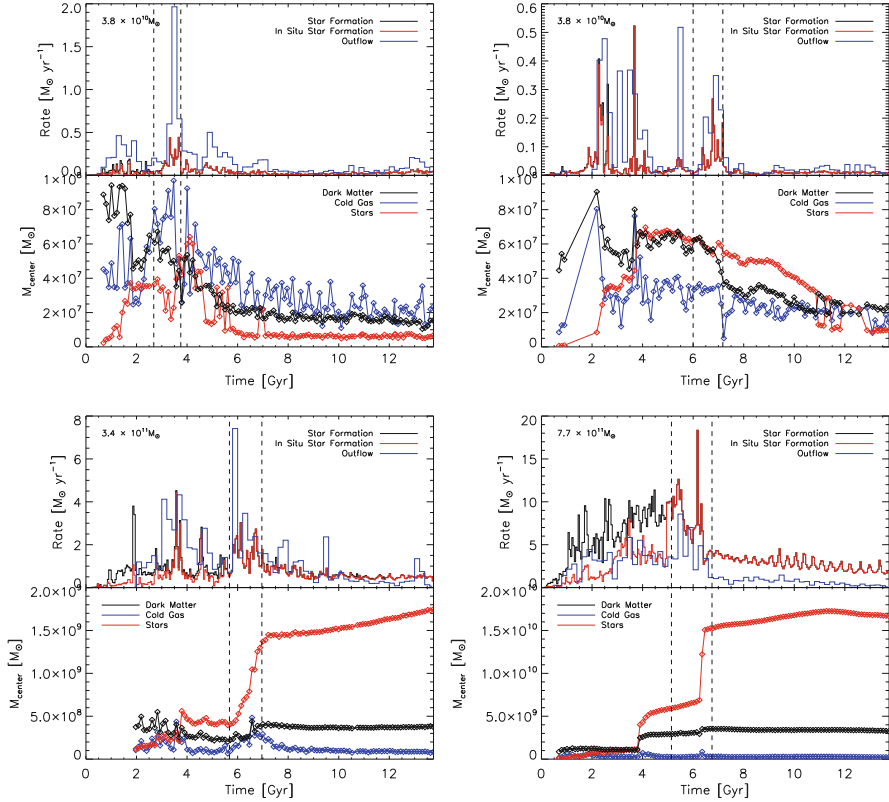 3.8 × 10¹⁰M☉
Star Formation
In Situ Star Formation
Outflow
Rate [M☉ yr⁻¹]
2.0
1.5
1.0
0.5
0.0
Dark Matter
Cold Gas
Stars
M_center [M☉]
1×10⁸
8×10⁷
6×10⁷
4×10⁷
2×10⁷
0
0 2 4 6 8 10 12
Time [Gyr]
3.8 × 10¹⁰M☉
Star Formation
In Situ Star Formation
Outflow
Rate [M☉ yr⁻¹]
0.6
0.5
0.4
0.3
0.2
0.1
0.0
Dark Matter
Cold Gas
Stars
M_center [M☉]
1×10⁸
8×10⁷
6×10⁷
4×10⁷
2×10⁷
0
0 2 4 6 8 10 12
Time [Gyr]
3.4 × 10¹¹M☉
Star Formation
In Situ Star Formation
Outflow
Rate [M☉ yr⁻¹]
8
6
4
2
0
Dark Matter
Cold Gas
Stars
M_center [M☉]
2.0×10⁹
1.5×10⁹
1.0×10⁹
5.0×10⁸
0
0 2 4 6 8 10 12
Time [Gyr]
7.7 × 10¹¹M☉
Star Formation
In Situ Star Formation
Outflow
Rate [M☉ yr⁻¹]
20
15
10
5
0
Dark Matter
Cold Gas
Stars
M_center [M☉]
2.0×10¹⁰
1.5×10¹⁰
1.0×10¹⁰
5.0×10⁹
0
0 2 4 6 8 10 12
Time [Gyr]